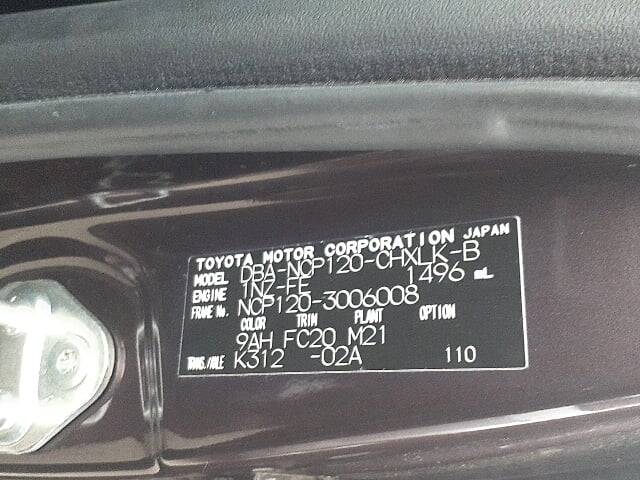 TOYOTA MOTOR CORPORATION JAPAN
MODEL DBA-NCP120-CHXLK-B
ENGINE 1NZ-FE 1496 mL
FRAME No. NCP120-3006008
COLOR TRIM PLANT OPTION
9AH FC20 M21
TRANS./AXLE K312 -02A 110